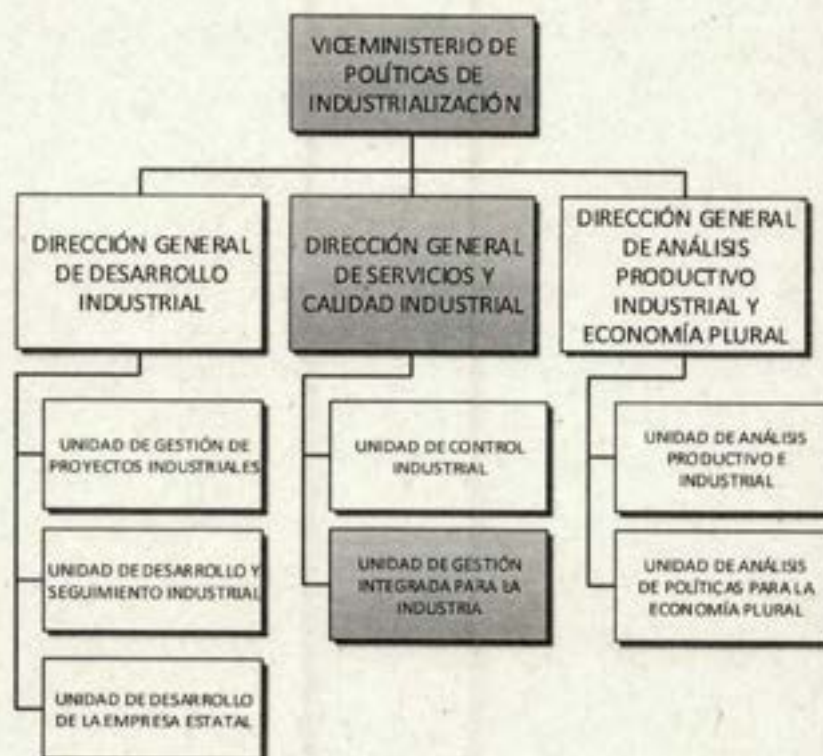 VICEMINISTERIO DE
POLÍTICAS DE
INDUSTRIALIZACIÓN
DIRECCIÓN GENERAL
DE DESARROLLO
INDUSTRIAL
DIRECCIÓN GENERAL
DE SERVICIOS Y
CALIDAD INDUSTRIAL
DIRECCIÓN GENERAL
DE ANÁLISIS
PRODUCTIVO
INDUSTRIAL Y
ECONOMÍA PLURAL
UNIDAD DE GESTIÓN DE
PROYECTOS INDUSTRIALES
UNIDAD DE DESARROLLO Y
SEGUIMIENTO INDUSTRIAL
UNIDAD DE DESARROLLO
DE LA EMPRESA ESTATAL
UNIDAD DE CONTROL
INDUSTRIAL
UNIDAD DE GESTIÓN
INTEGRADA PARA LA
INDUSTRIA
UNIDAD DE ANÁLISIS
PRODUCTIVO E
INDUSTRIAL
UNIDAD DE ANÁLISIS
DE POLÍTICAS PARA LA
ECONOMÍA PLURAL